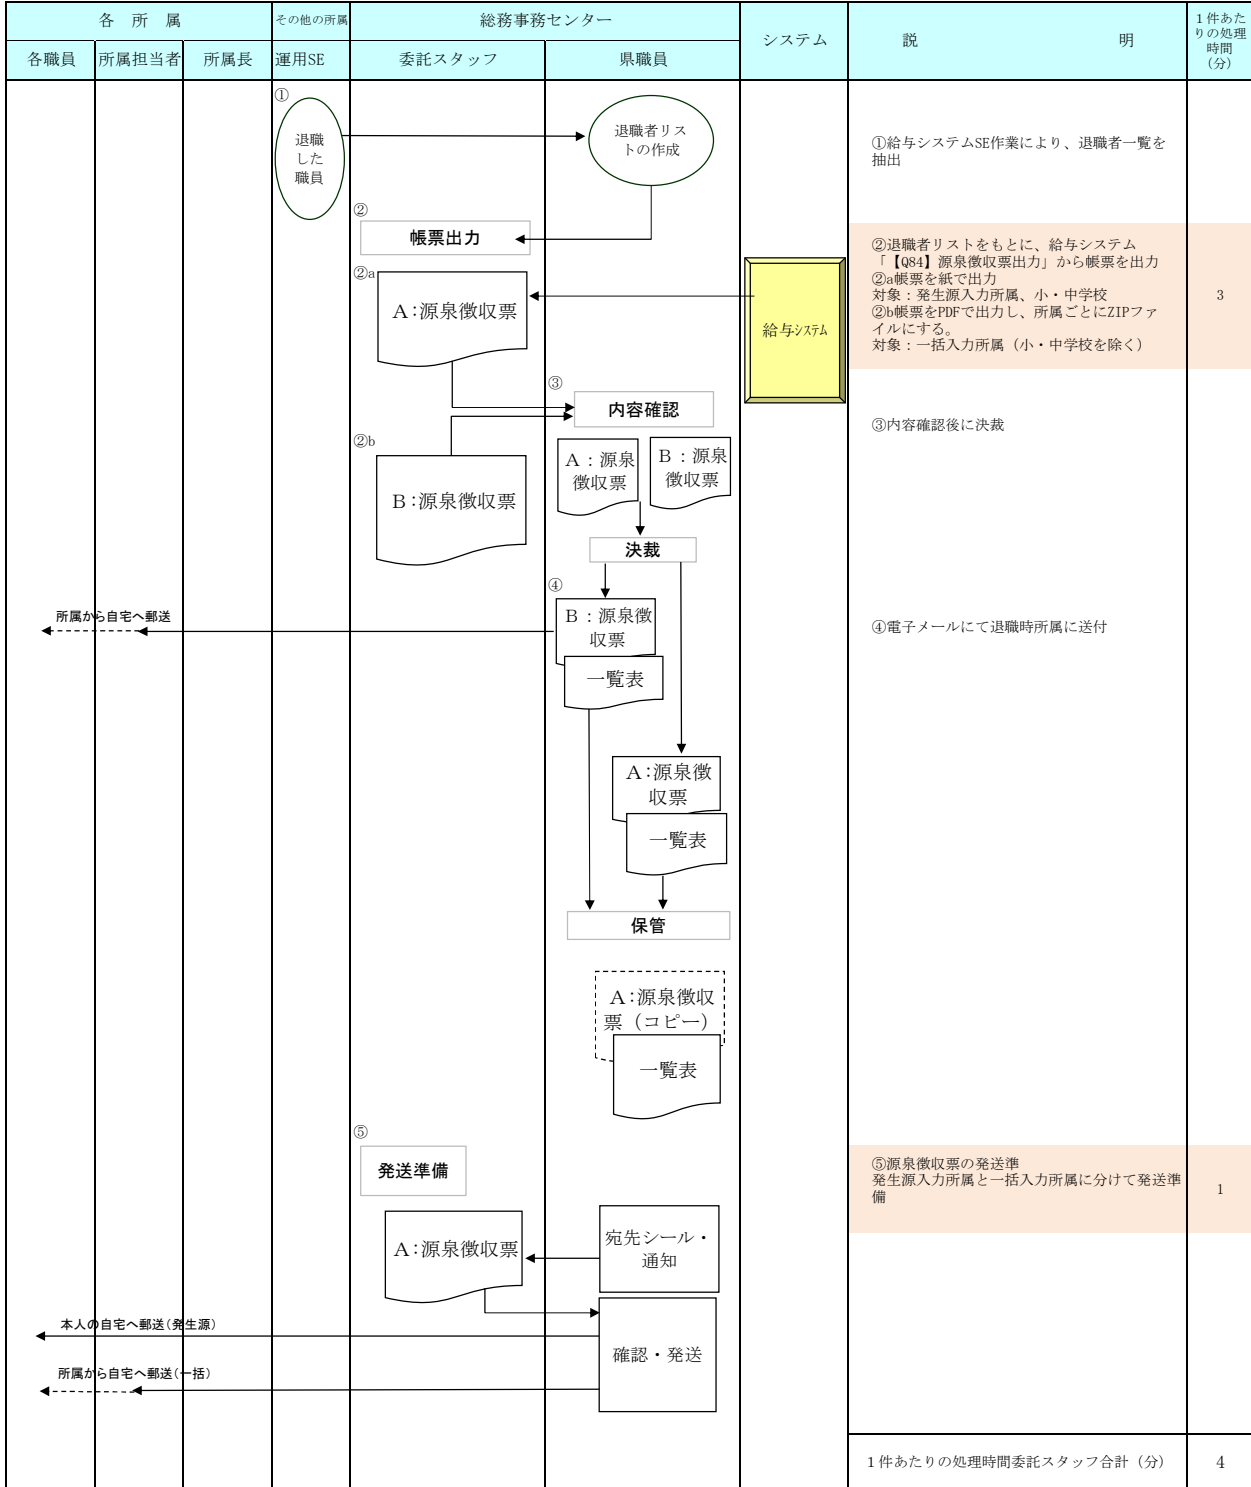 各　所　属
その他の所属
総務事務センター
システム
説　　　　　明
１件あた
りの処理
時間
（分）
各職員
所属担当者
所属長
運用SE
委託スタッフ
県職員
①
退職
した
職員
退職者リス
トの作成
①給与システムSE作業により、退職者一覧を
抽出
②
帳票出力
②退職者リストをもとに、給与システム
「【Q84】源泉徴収票出力」から帳票を出力
②a帳票を紙で出力
対象：発生源入力所属、小・中学校
②b帳票をPDFで出力し、所属ごとにZIPファ
イルにする。
対象：一括入力所属（小・中学校を除く）
3
②a
A：源泉徴収票
給与システム
③
内容確認
③内容確認後に決裁
②b
B：源泉徴収票
A：源泉
徴収票
B：源泉
徴収票
決裁
④
所属から自宅へ郵送
B：源泉徴
収票
一覧表
④電子メールにて退職時所属に送付
A：源泉徴
収票
一覧表
保管
A：源泉徴収
票（コピー）
一覧表
⑤
発送準備
⑤源泉徴収票の発送準
発生源入力所属と一括入力所属に分けて発送準
備
1
A：源泉徴収票
宛先シール・
通知
本人の自宅へ郵送（発生源）
確認・発送
所属から自宅へ郵送（一括）
１件あたりの処理時間委託スタッフ合計（分）
4